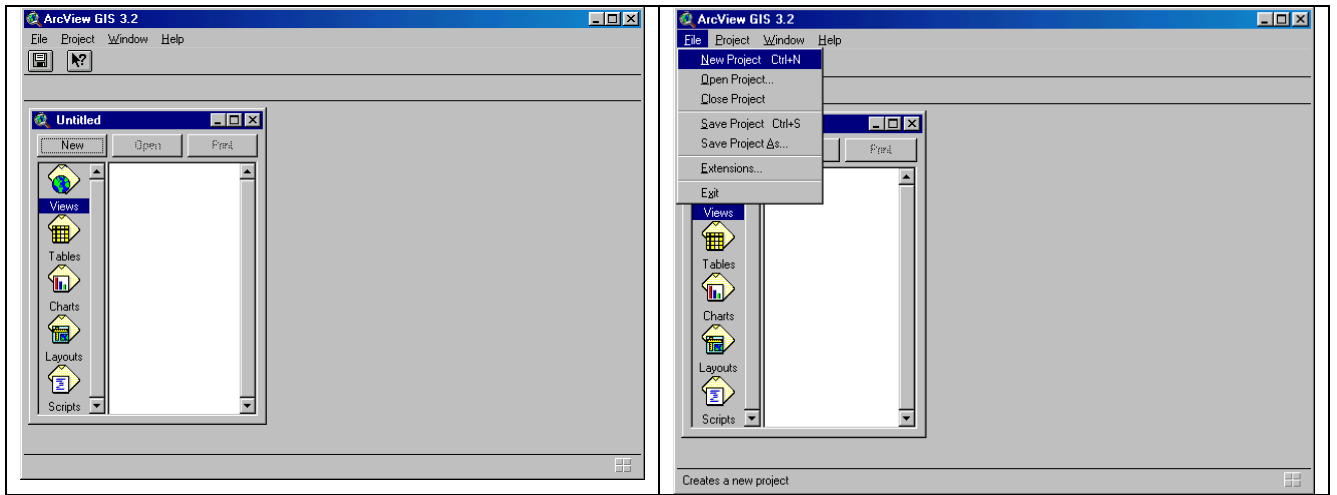 ArcView GIS 3.2
File Project Window Help
Untitled
New Open Print
Views
Tables
Charts
Layouts
Scripts
ArcView GIS 3.2
File Project Window Help
New Project Ctrl+N
Open Project...
Close Project
Save Project Ctrl+S
Save Project As...
Extensions...
Exit
Print
Views
Tables
Charts
Layouts
Scripts
Creates a new project